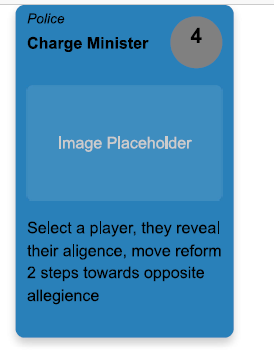 Police
Charge Minister
4
Image Placeholder
Select a player, they reveal
their aligence, move reform
2 steps towards opposite
allegience